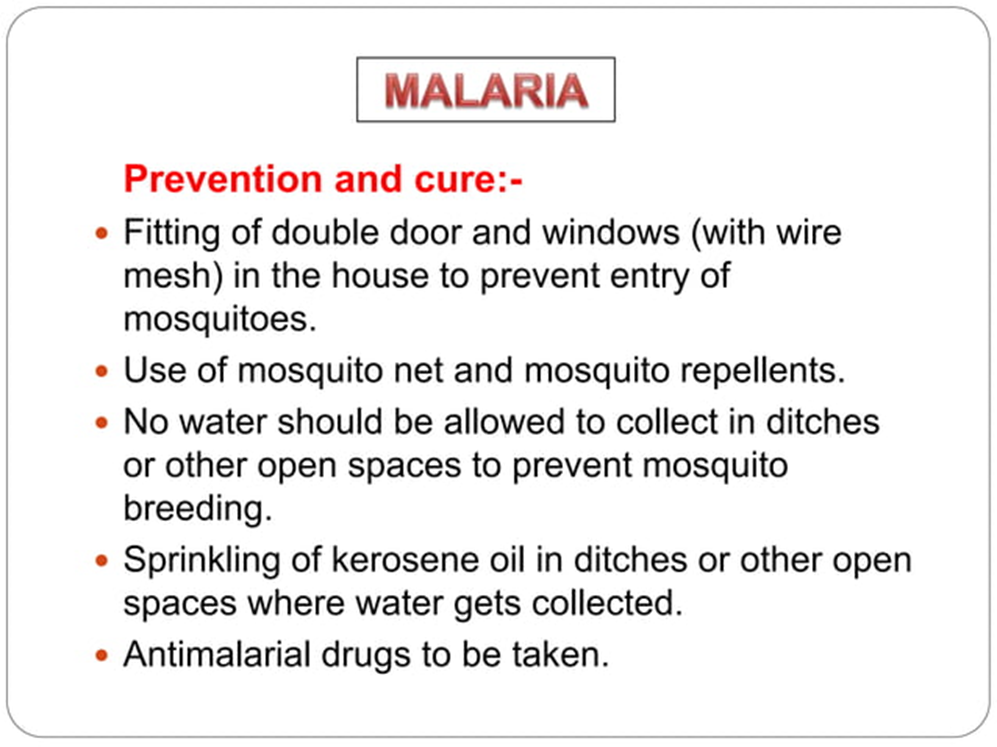 MALARIA
Prevention and cure:-
• Fitting of double door and windows (with wire
mesh) in the house to prevent entry of
mosquitoes.
• Use of mosquito net and mosquito repellents.
• No water should be allowed to collect in ditches
or other open spaces to prevent mosquito
breeding.
• Sprinkling of kerosene oil in ditches or other open
spaces where water gets collected.
• Antimalarial drugs to be taken.